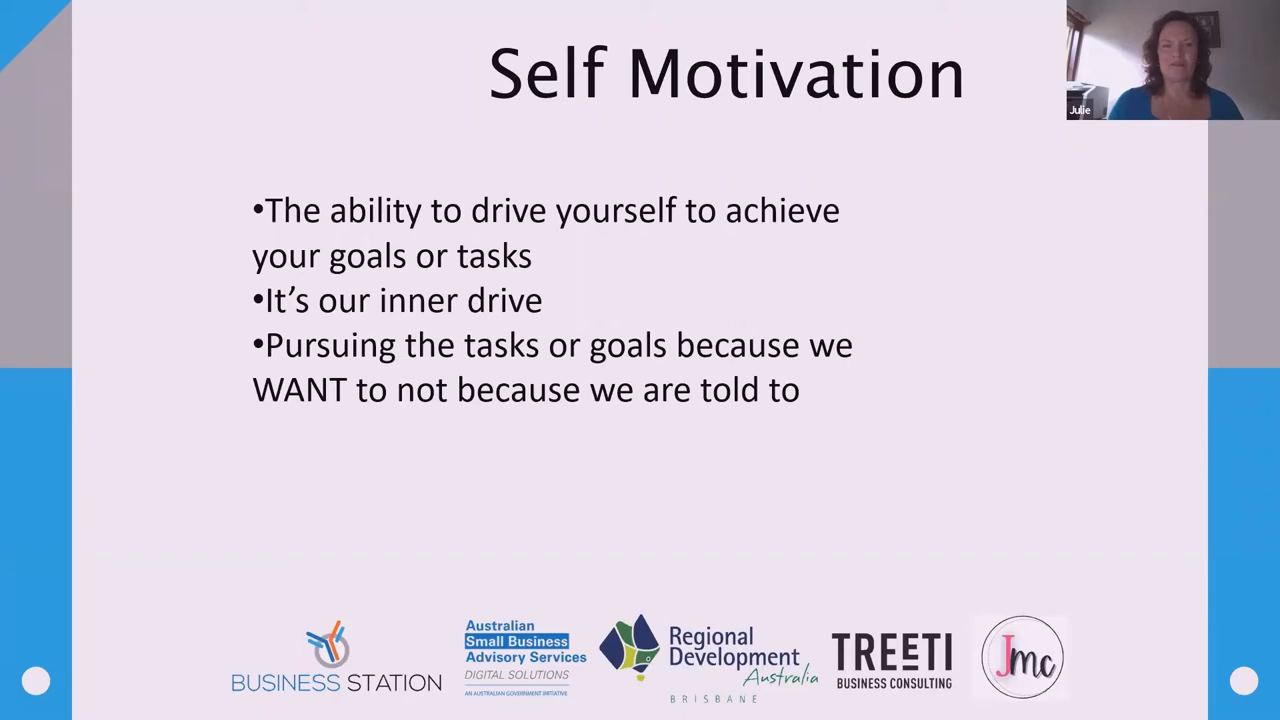 Self Motivation
Julie
•The ability to drive yourself to achieve
your goals or tasks
•It’s our inner drive
•Pursuing the tasks or goals because we
WANT to not because we are told to
BUSINESS STATION
Australian
Small Business
Advisory Services
DIGITAL SOLUTIONS
AN AUSTRALIAN GOVERNMENT INITIATIVE
Regional
Development
Australia
BRISBANE
TREETI
BUSINESS CONSULTING
Jmc